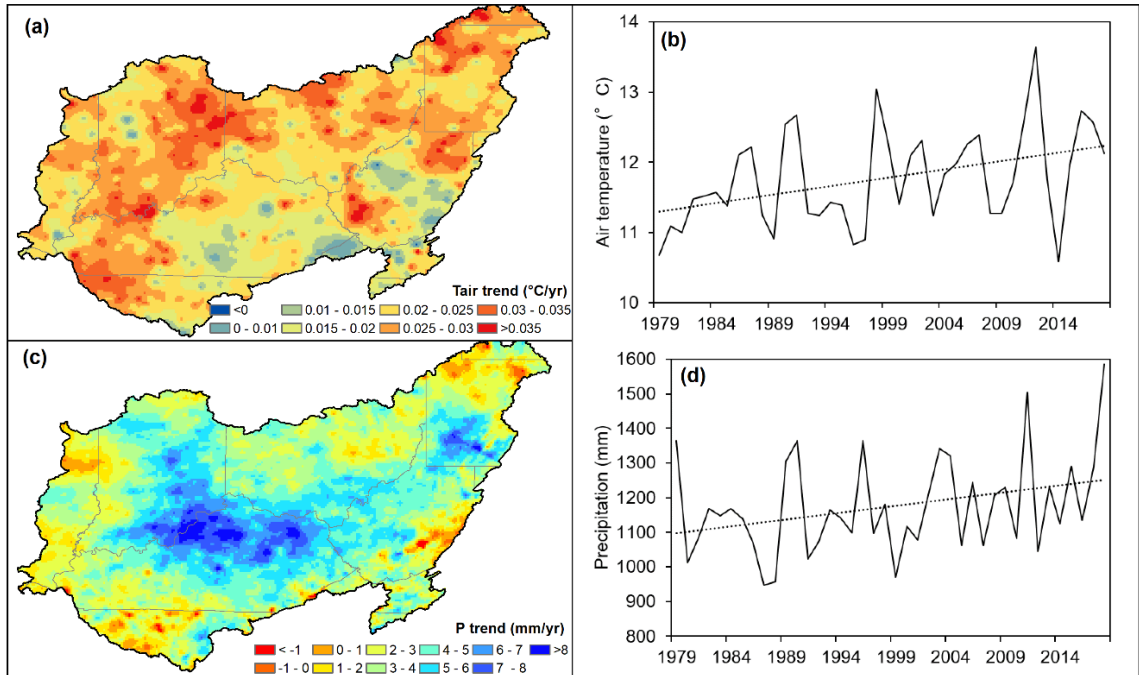 (a)
Tair trend (°C/yr)
<0 0.01 - 0.015 0.02 - 0.025 0.03 - 0.035
0 - 0.01 0.015 - 0.02 0.025 - 0.03 >0.035
(b)
Air temperature (° C)
14
13
12
11
10
1979 1984 1989 1994 1999 2004 2009 2014
(c)
P trend (mm/yr)
< -1 0 - 1 2 - 3 4 - 5 6 - 7 >8
-1 - 0 1 - 2 3 - 4 5 - 6 7 - 8
(d)
Precipitation (mm)
1600
1500
1400
1300
1200
1100
1000
900
800
1979 1984 1989 1994 1999 2004 2009 2014